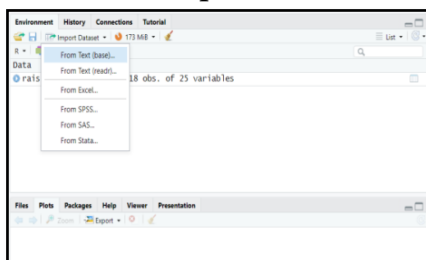 Environment History Connections Tutorial
Import Dataset 173 MiB List
R
From Text (base)...
Data
From Text (readr)...
rais 18 obs. of 25 variables
From Excel...
From SPSS...
From SAS...
From Stata...
Files Plots Packages Help Viewer Presentation
Zoom Export